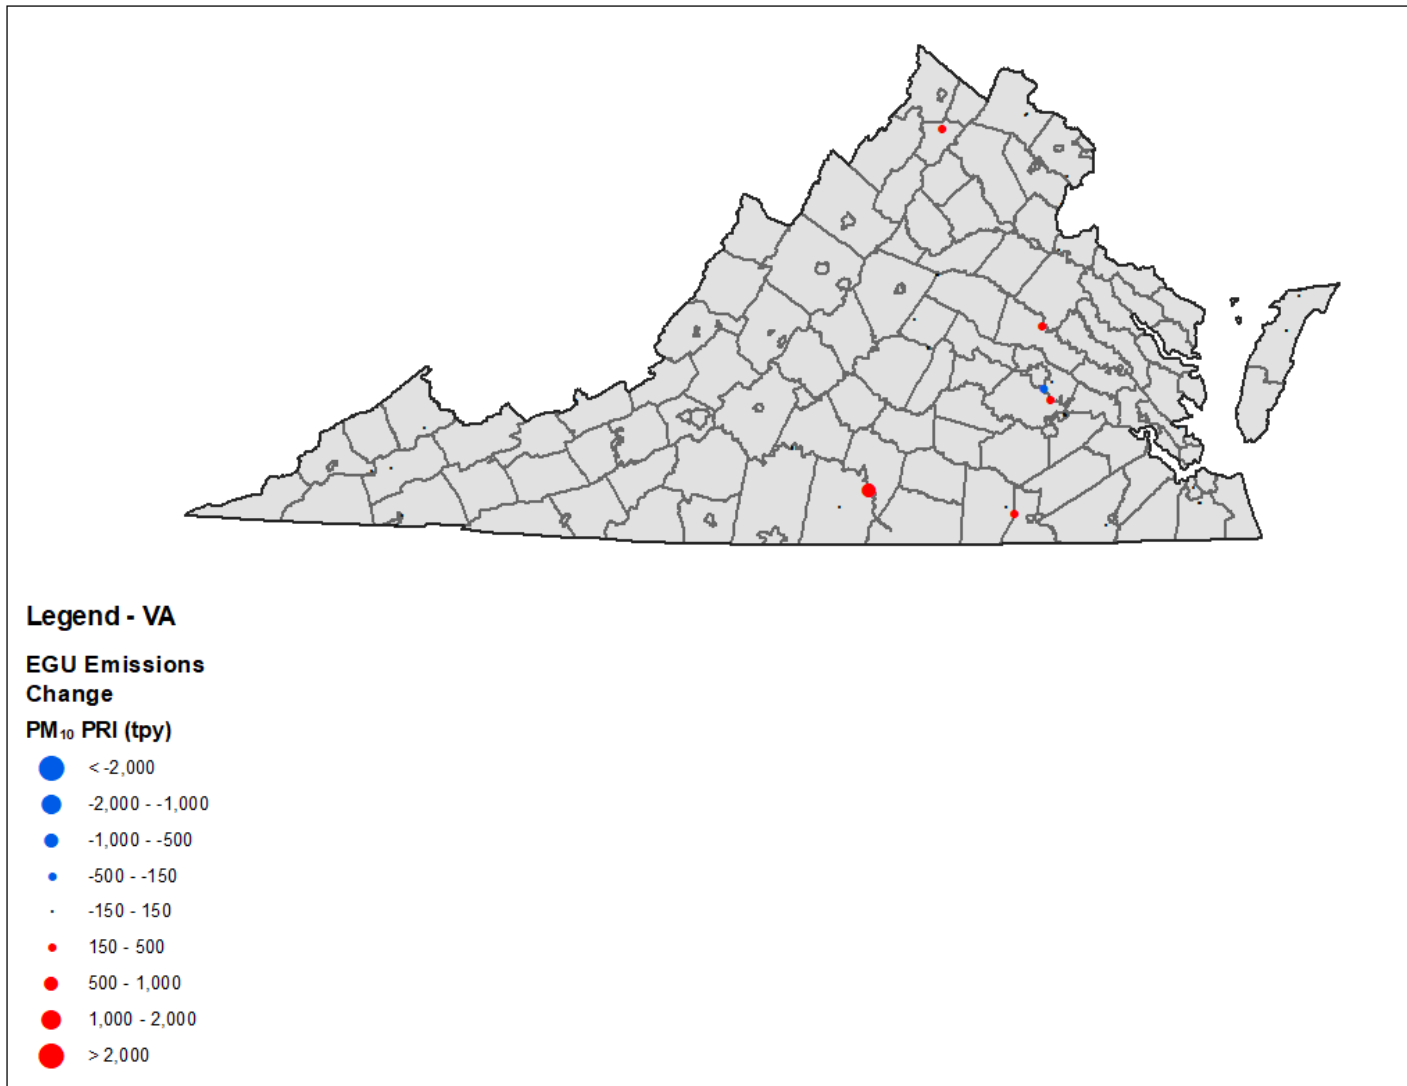 Legend - VA
EGU Emissions
Change
PM₁₀ PRI (tpy)
< -2,000
-2,000 - -1,000
-1,000 - -500
-500 - -150
-150 - 150
150 - 500
500 - 1,000
1,000 - 2,000
> 2,000